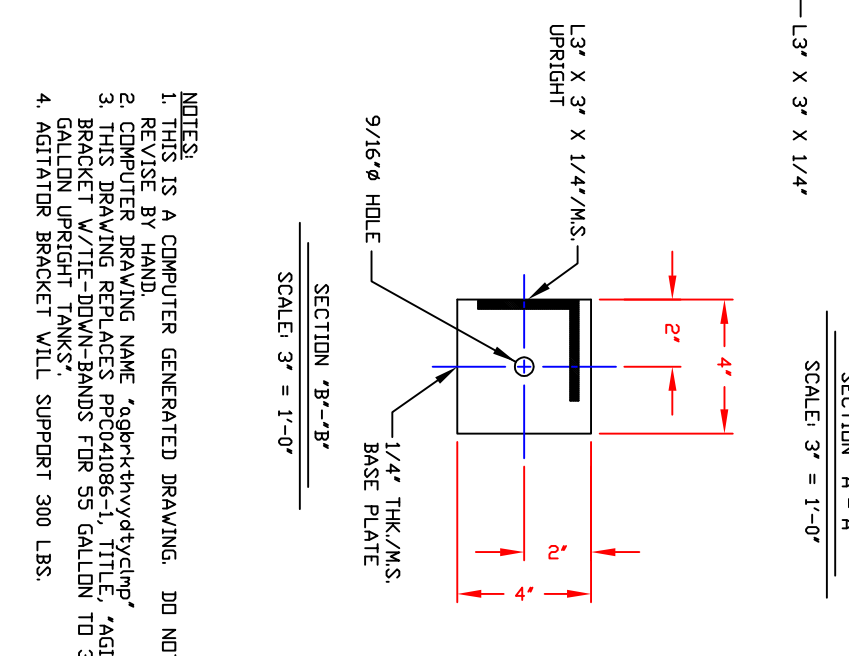 L3" X 3" X 1/4"
SCALE: 3" = 1'-0"
L3" X 3" X 1/4"/M.S.
UPRIGHT
9/16"Ø HOLE
2"
4"
2"
4"
1/4" THK./M.S.
BASE PLATE
SECTION "B"-"B"
SCALE: 3" = 1'-0"
NOTES:
1. THIS IS A COMPUTER GENERATED DRAWING. DO NOT
REVISE BY HAND.
2. COMPUTER DRAWING NAME "agbrkthvydtyclmp"
3. THIS DRAWING REPLACES PPC041086-1, TITLE, "AGI
BRACKET W/TIE-DOWN-BANDS FOR 55 GALLON TO 3
GALLON UPRIGHT TANKS".
4. AGITATOR BRACKET WILL SUPPORT 300 LBS.